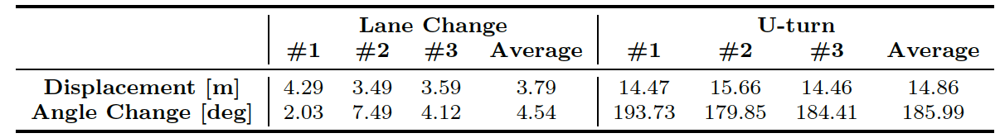 Lane Change U-turn
#1 #2 #3 Average #1 #2 #3 Average
Displacement [m] 4.29 3.49 3.59 3.79 14.47 15.66 14.46 14.86
Angle Change [deg] 2.03 7.49 4.12 4.54 193.73 179.85 184.41 185.99